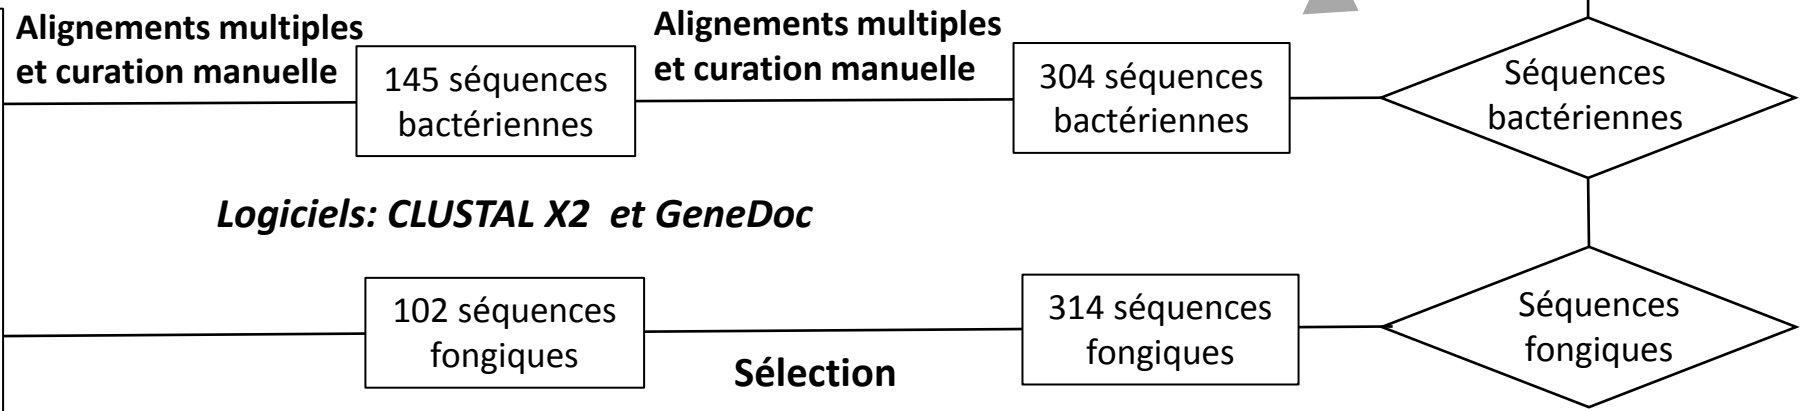 Alignements multiples
et curation manuelle
145 séquences
bactériennes
Alignements multiples
et curation manuelle
304 séquences
bactériennes
Séquences
bactériennes
Logiciels: CLUSTAL X2 et GeneDoc
102 séquences
fongiques
Sélection
314 séquences
fongiques
Séquences
fongiques